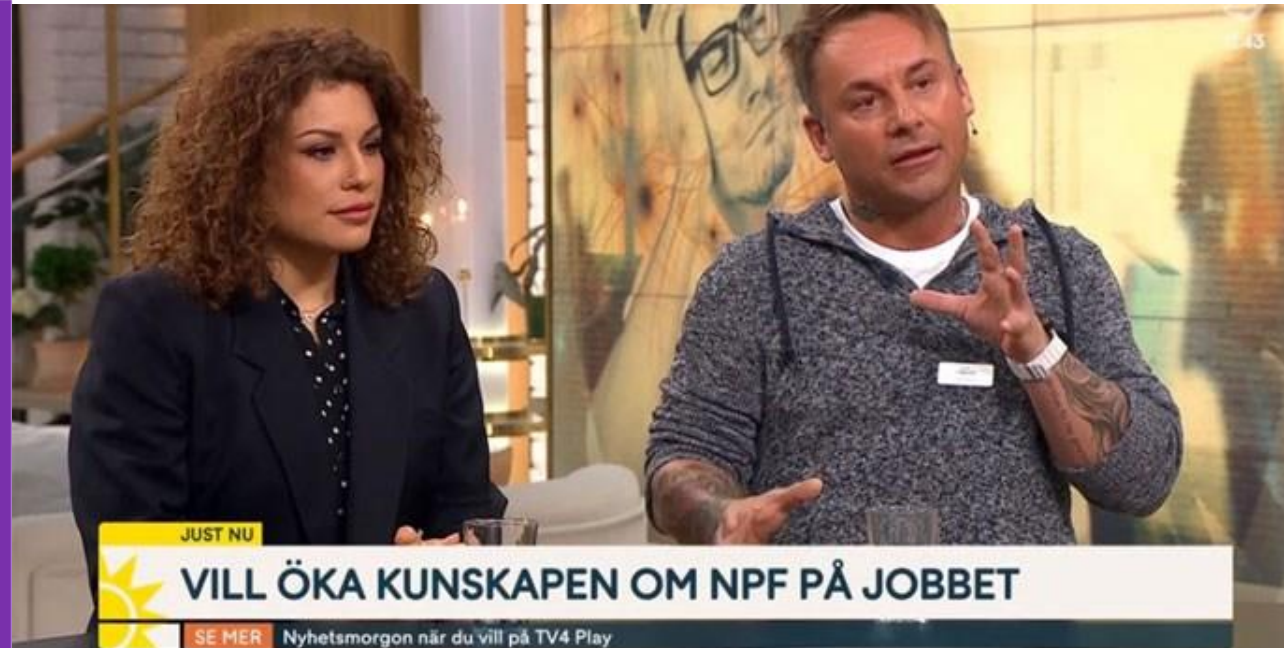 JUST NU
VILL ÖKA KUNSKAPEN OM NPF PÅ JOBBET
SE MER Nyhetsmorgon när du vill på TV4 Play